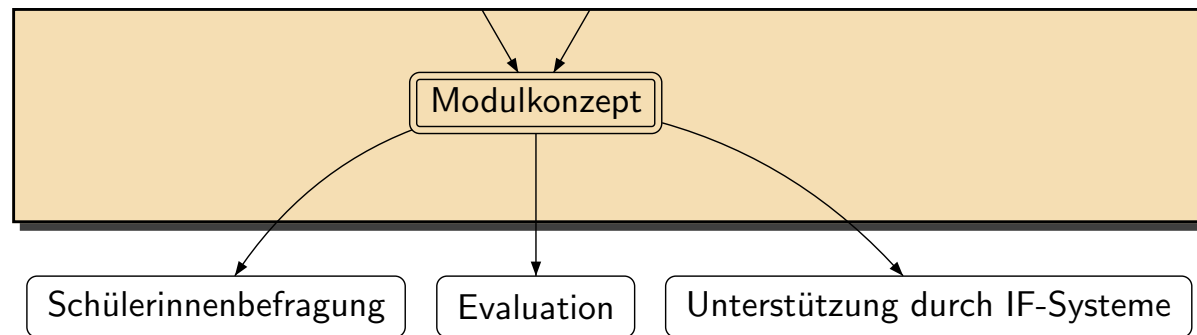 Modulkonzept
Schülerinnenbefragung
Evaluation
Unterstützung durch IF-Systeme